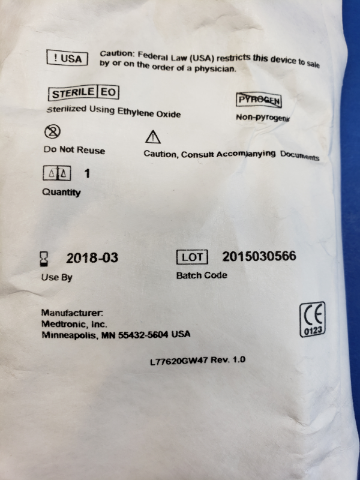 ! USA
Caution: Federal Law (USA) restricts this device to sale
by or on the order of a physician.
STERILE EO
Sterilized Using Ethylene Oxide
PYROGEN
Non-pyrogenic
2
Do Not Reuse
Caution, Consult Accompanying Documents
1
Quantity
2018-03
Use By
LOT 2015030566
Batch Code
Manufacturer:
Medtronic, Inc.
Minneapolis, MN 55432-5604 USA
CE
0123
L77620GW47 Rev. 1.0